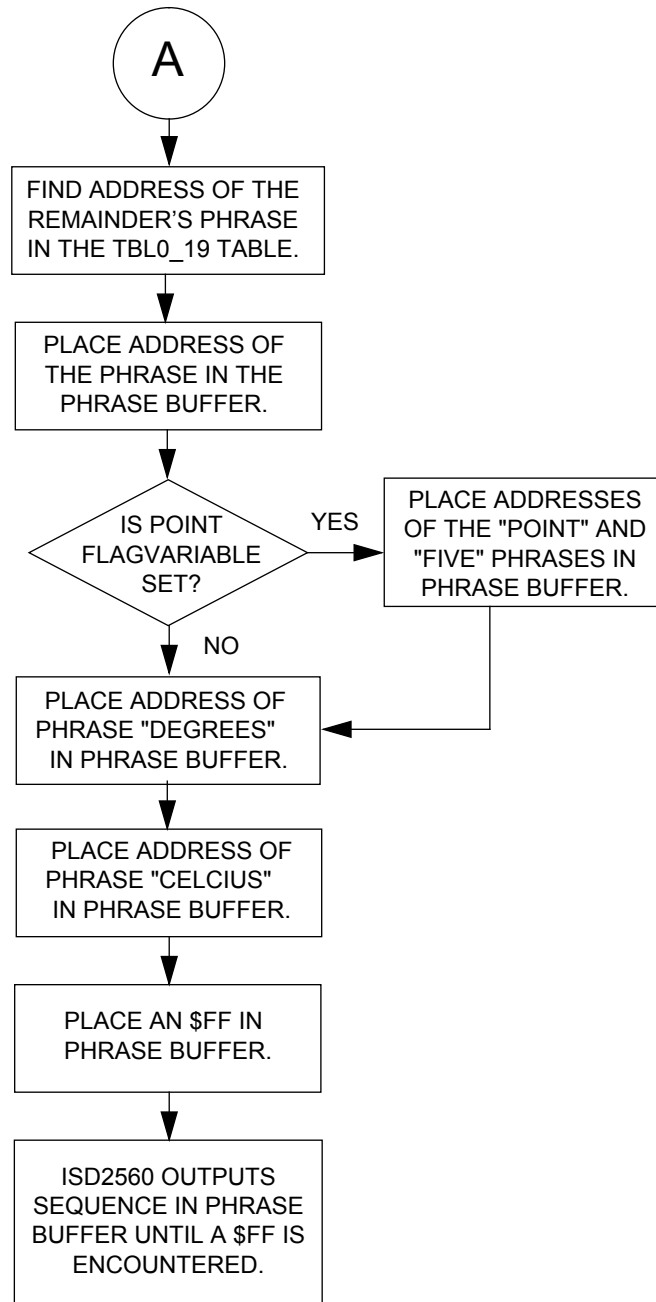 A
FIND ADDRESS OF THE
REMAINDER'S PHRASE
IN THE TBL0_19 TABLE.
PLACE ADDRESS OF
THE PHRASE IN THE
PHRASE BUFFER.
IS POINT
FLAGVARIABLE
SET?
YES
PLACE ADDRESSES
OF THE "POINT" AND
"FIVE" PHRASES IN
PHRASE BUFFER.
NO
PLACE ADDRESS OF
PHRASE "DEGREES"
IN PHRASE BUFFER.
PLACE ADDRESS OF
PHRASE "CELCIUS"
IN PHRASE BUFFER.
PLACE AN $FF IN
PHRASE BUFFER.
ISD2560 OUTPUTS
SEQUENCE IN PHRASE
BUFFER UNTIL A $FF IS
ENCOUNTERED.